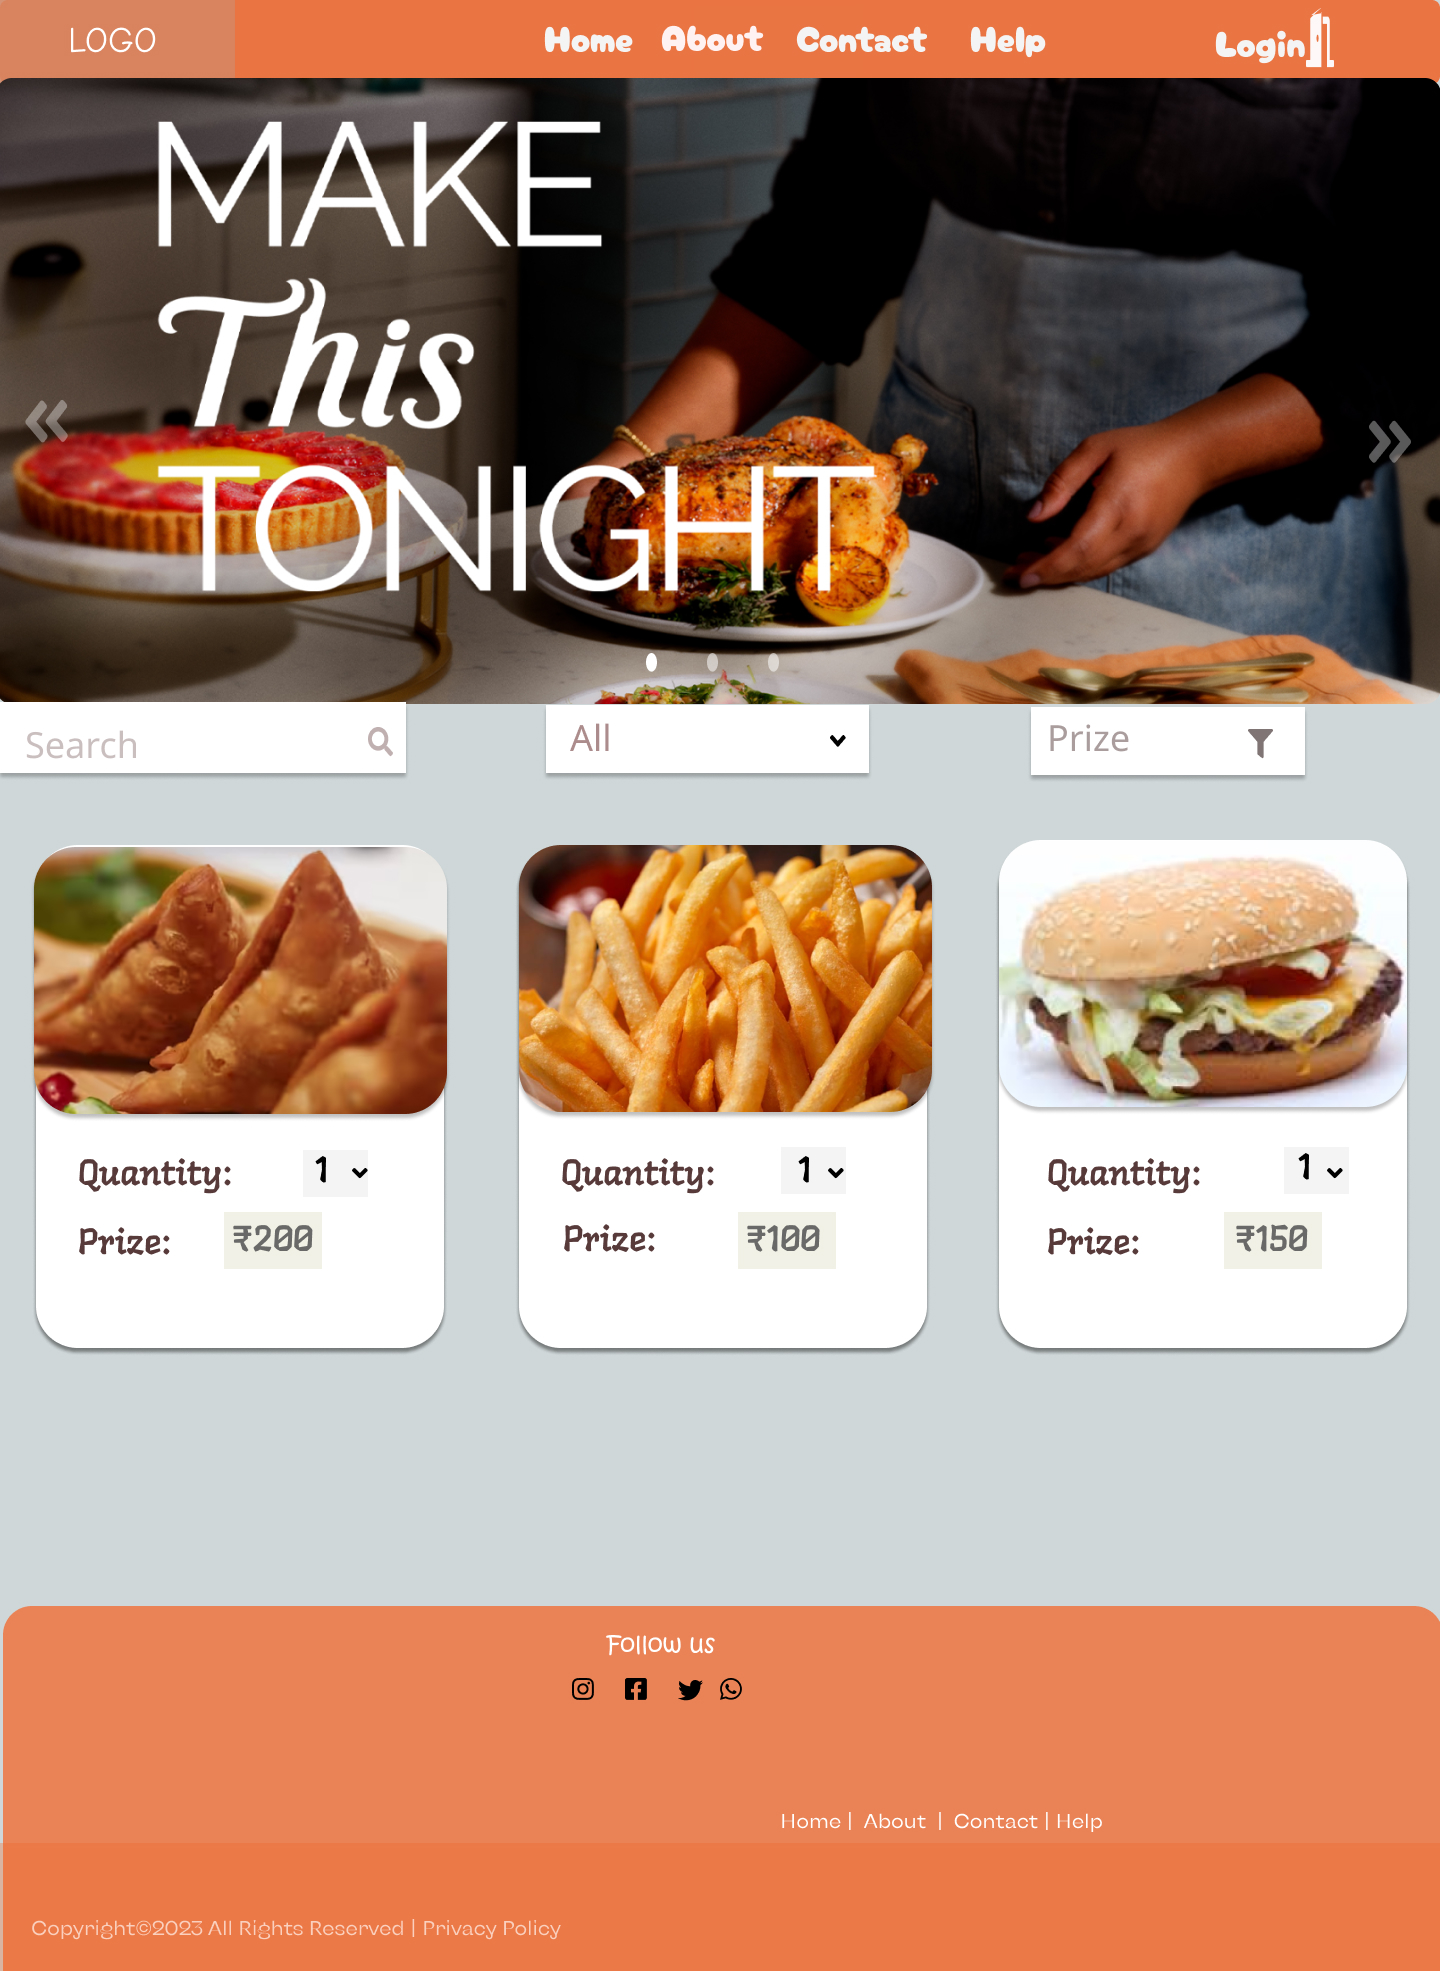 LOGO
Home About Contact Help
Login
MAKE
This
TONIGHT
Search
All
Prize
Quantity: 1
Prize: ₹200
Quantity: 1
Prize: ₹100
Quantity: 1
Prize: ₹150
Follow us
Home | About | Contact | Help
Copyright©2023 All Rights Reserved | Privacy Policy